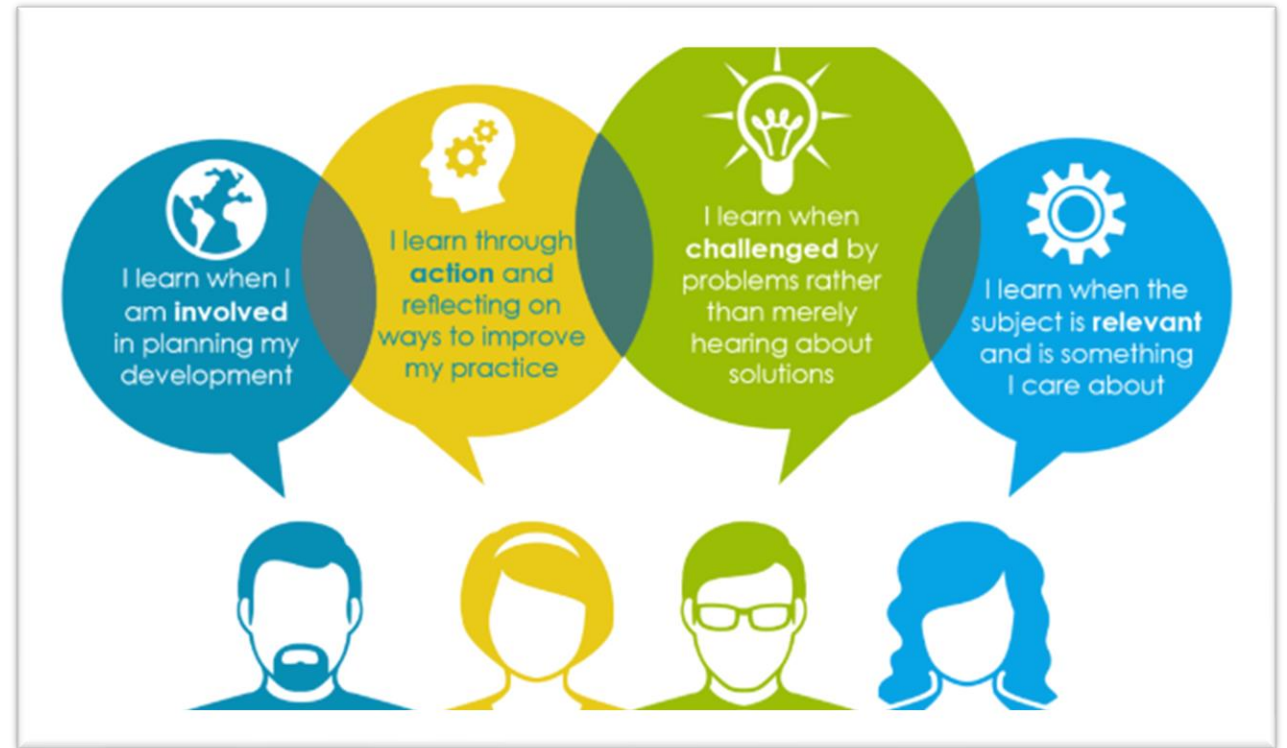 I learn when I
am involved
in planning my
development
I learn through
action and
reflecting on
ways to improve
my practice
I learn when
challenged by
problems rather
than merely
hearing about
solutions
I learn when the
subject is relevant
and is something
I care about